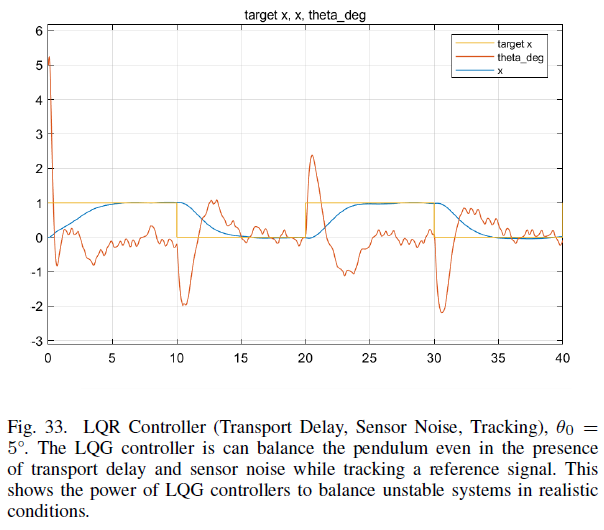 target x, x, theta_deg
6
5
4
3
2
1
0
-1
-2
-3
0
5
10
15
20
25
30
35
40
target x
theta_deg
x
Fig. 33. LQR Controller (Transport Delay, Sensor Noise, Tracking), θ₀ =
5°. The LQG controller is can balance the pendulum even in the presence
of transport delay and sensor noise while tracking a reference signal. This
shows the power of LQG controllers to balance unstable systems in realistic
conditions.